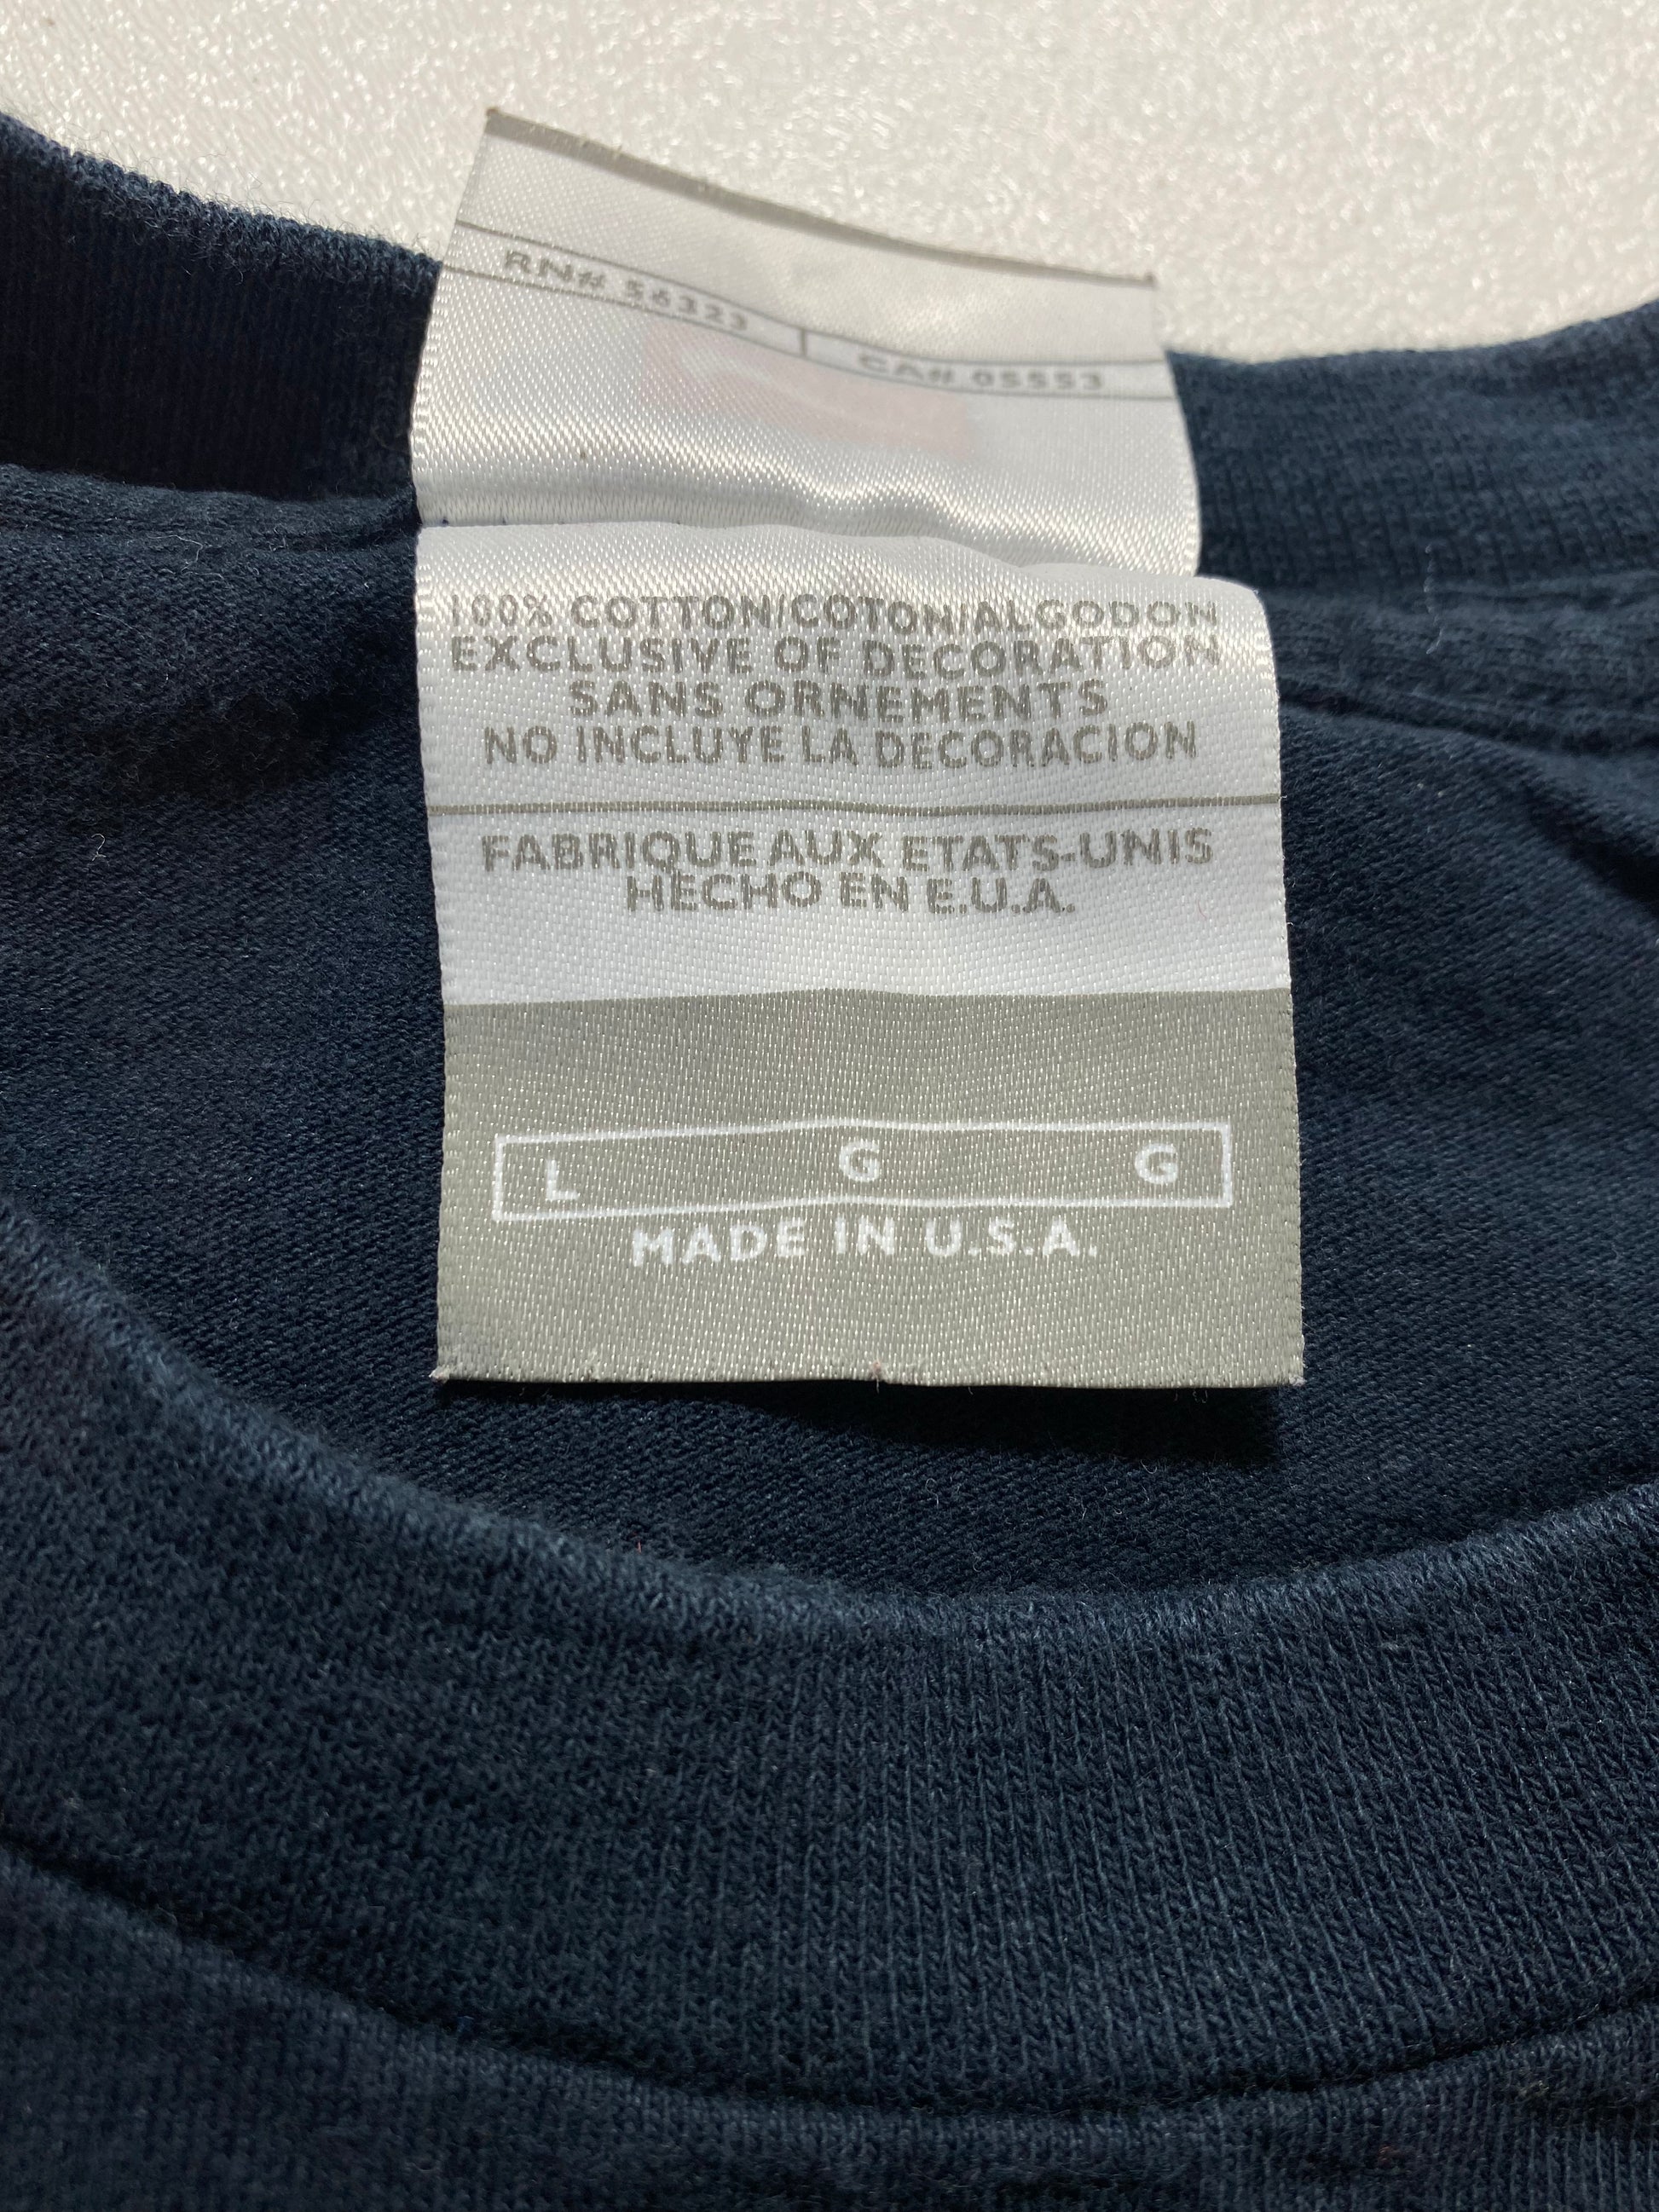 RN# 56323 CA# 05553
100% COTTON/COTON/ALGODON
EXCLUSIVE OF DECORATION
SANS ORNEMENTS
NO INCLUYE LA DECORACION
FABRIQUE AUX ETATS-UNIS
HECHO EN E.U.A.
L G G
MADE IN U.S.A.